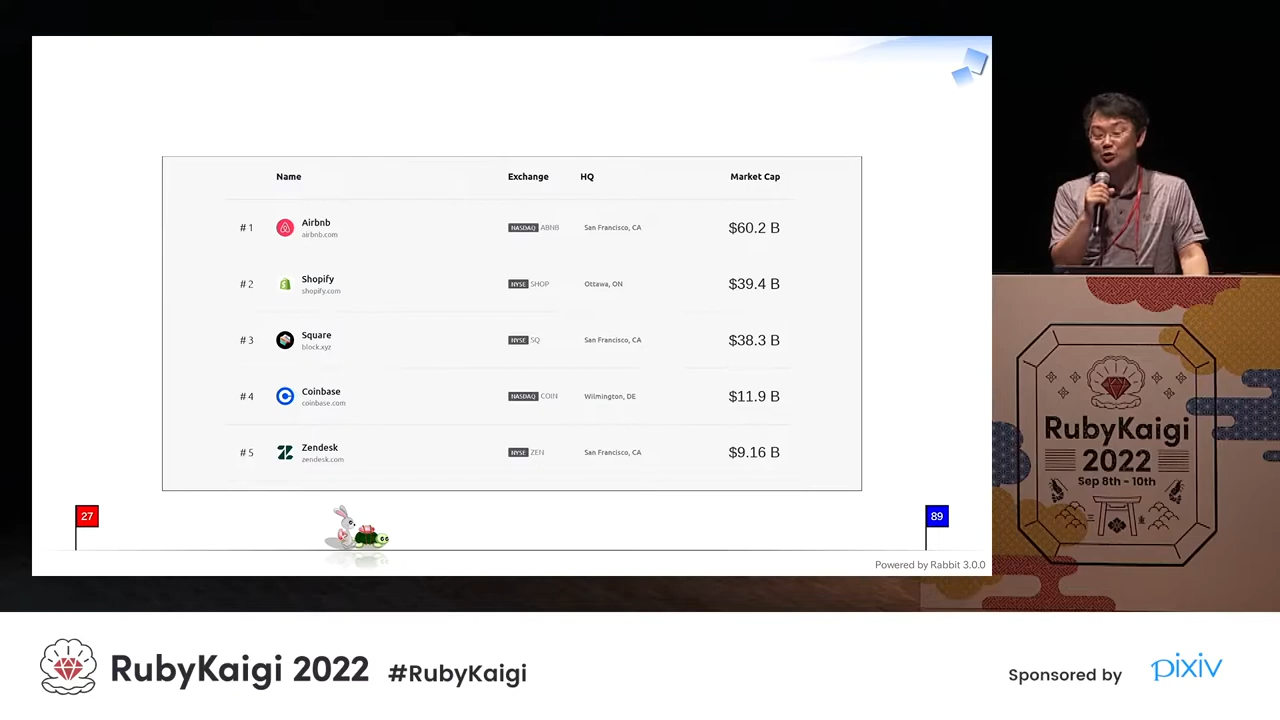 Name Exchange HQ Market Cap
# 1 Airbnb NASDAQ ABNB San Francisco, CA $60.2 B
airbnb.com
# 2 Shopify NYSE SHOP Ottawa, ON $39.4 B
shopify.com
# 3 Square NYSE SQ San Francisco, CA $38.3 B
block.xyz
# 4 Coinbase NASDAQ COIN Wilmington, DE $11.9 B
coinbase.com
# 5 Zendesk NYSE ZEN San Francisco, CA $9.16 B
zendesk.com
27 89
Powered by Rabbit 3.0.0
RubyKaigi
2022
Sep 8th - 10th
RubyKaigi 2022 #RubyKaigi
Sponsored by pixiv